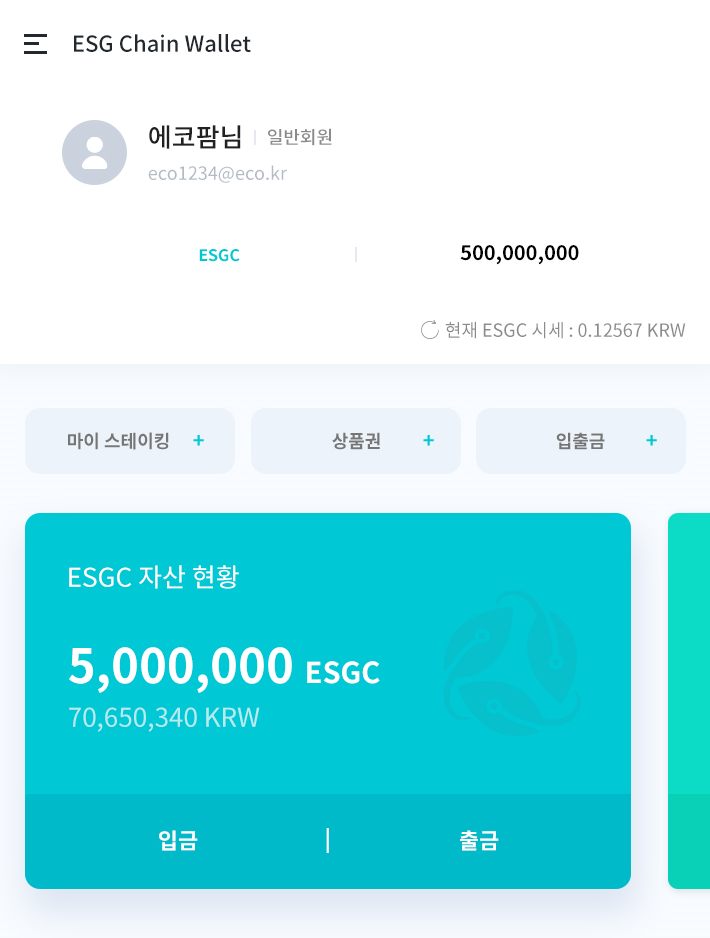 ESG Chain Wallet
에코팜님 | 일반회원
eco1234@eco.kr
ESGC | 500,000,000
현재 ESGC 시세 : 0.12567 KRW
마이 스테이킹 + 상품권 + 입출금 +
ESGC 자산 현황
5,000,000 ESGC
70,650,340 KRW
입금 | 출금